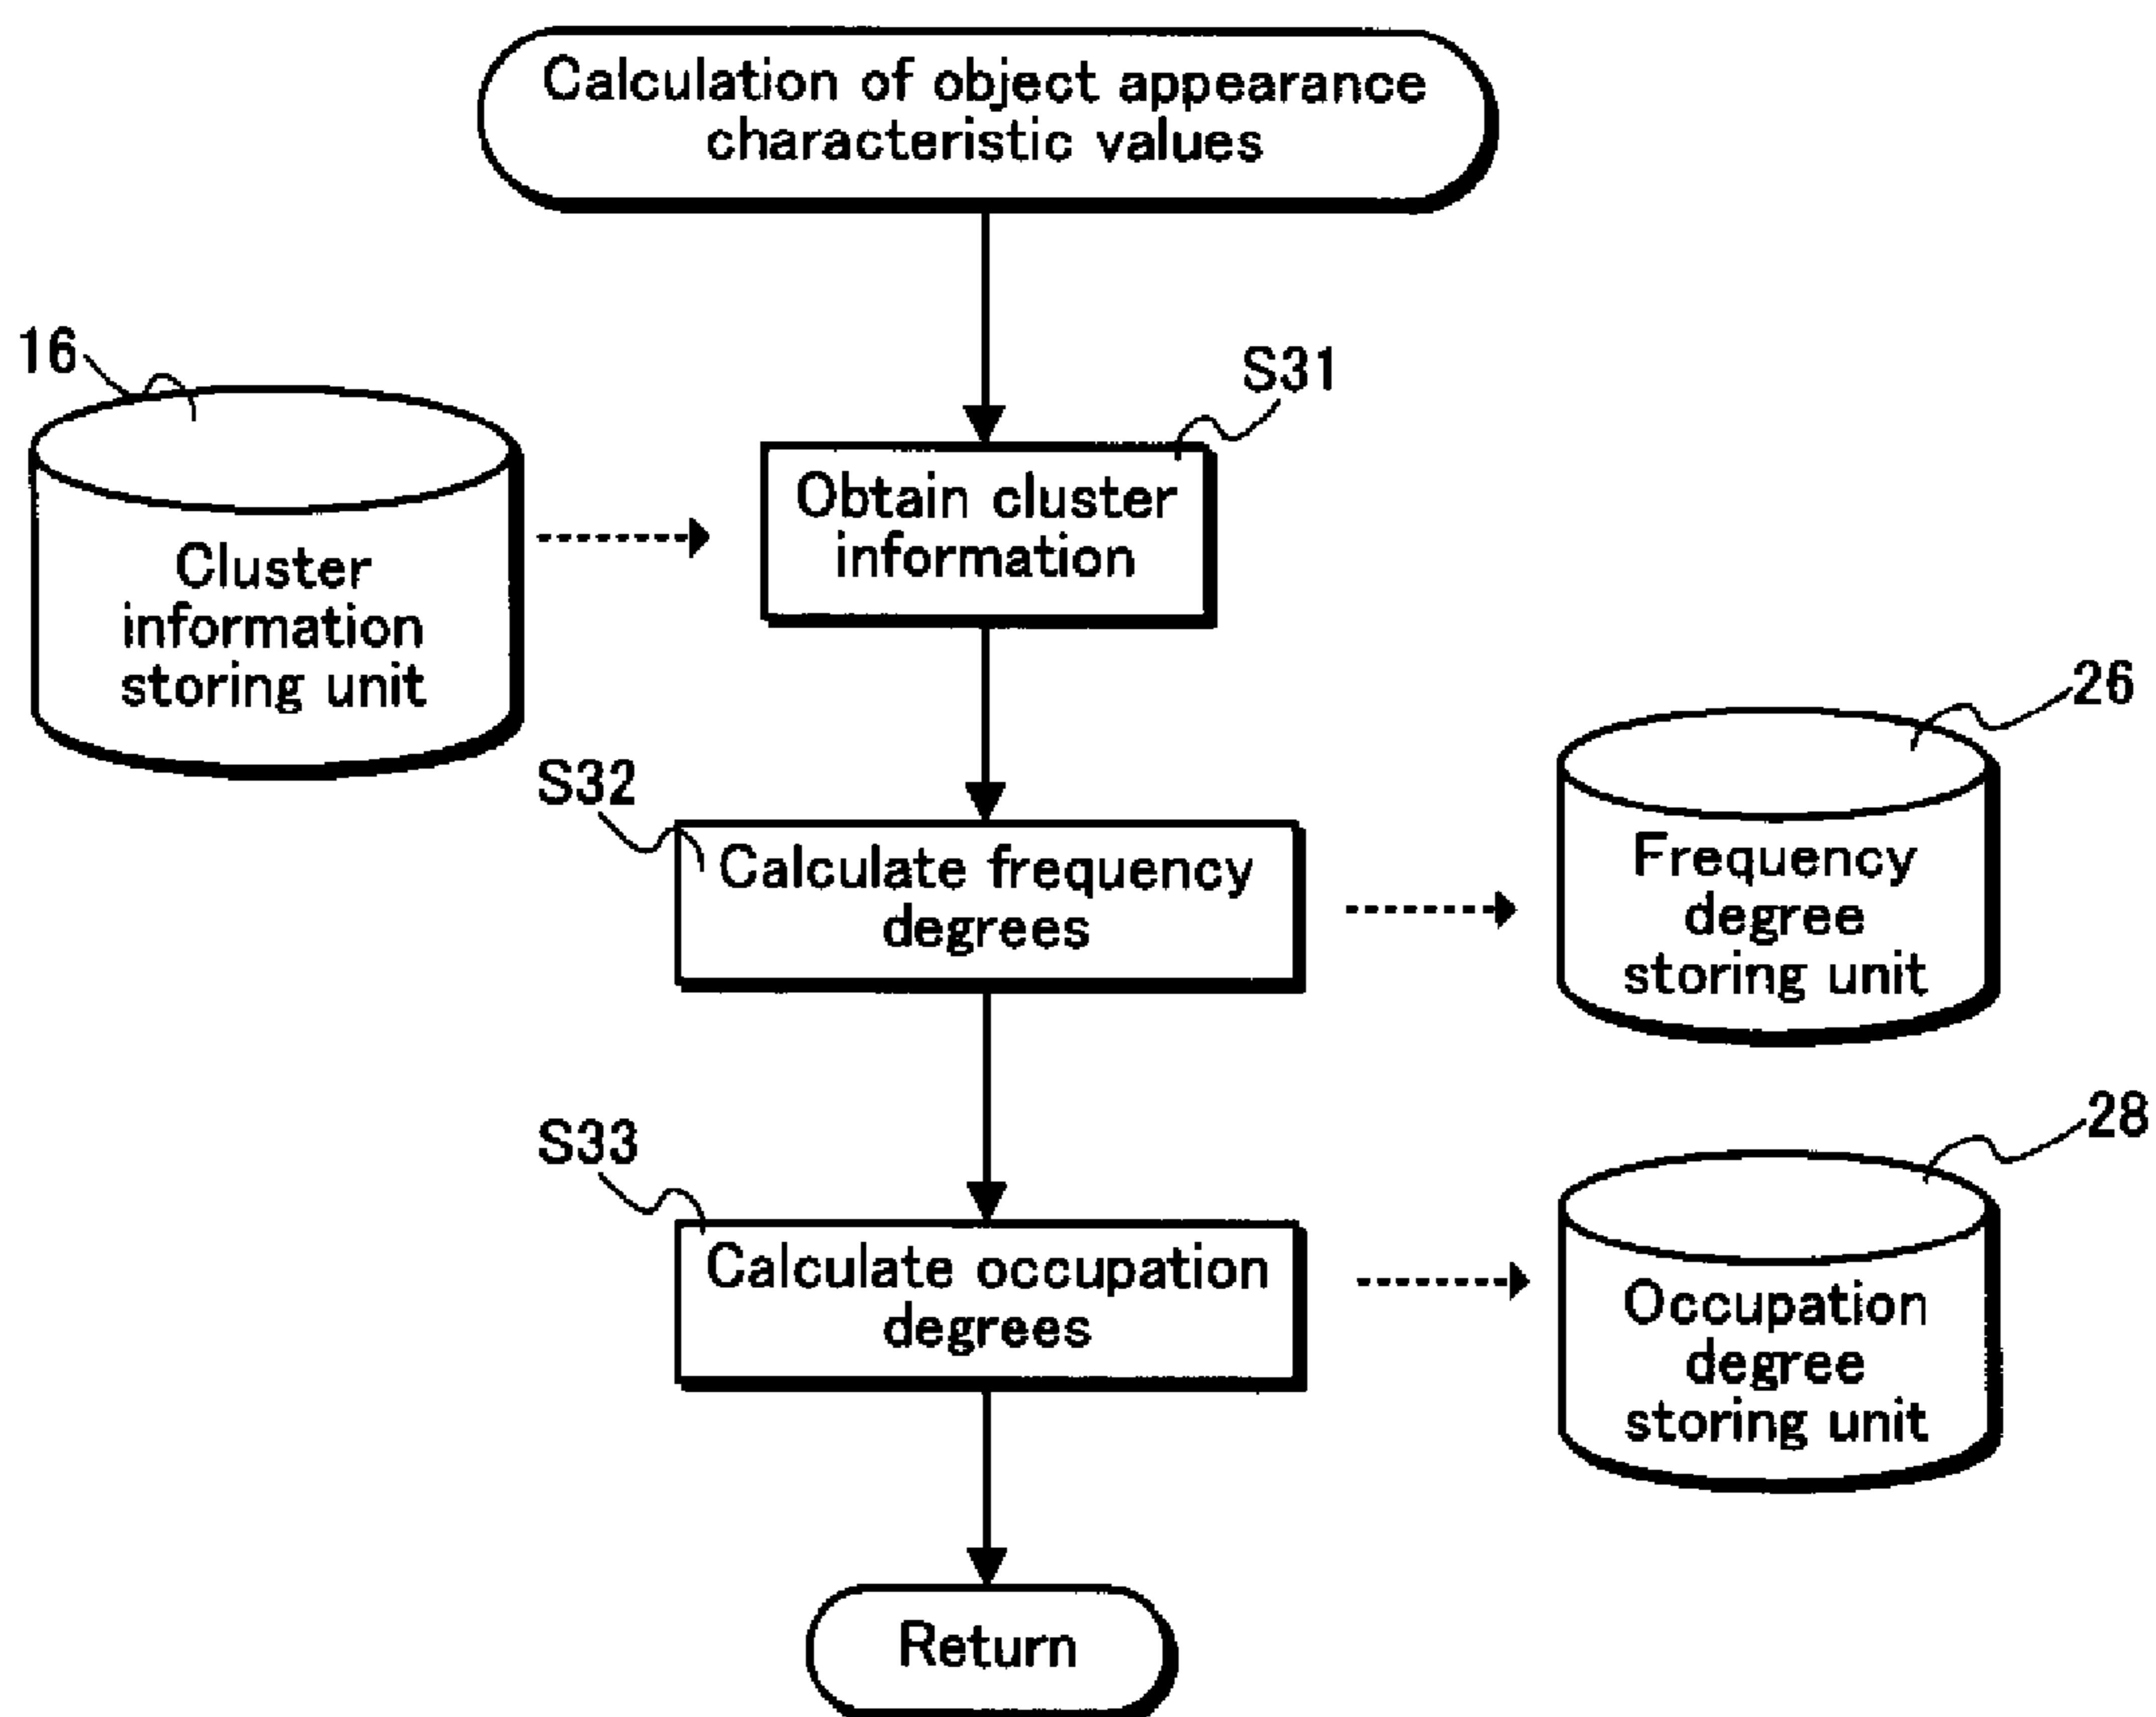 Calculation of object appearance
characteristic values
16
S31
Obtain cluster
information
Cluster
information
storing unit
26
S32
Calculate frequency
degrees
Frequency
degree
storing unit
28
S33
Calculate occupation
degrees
Occupation
degree
storing unit
Return